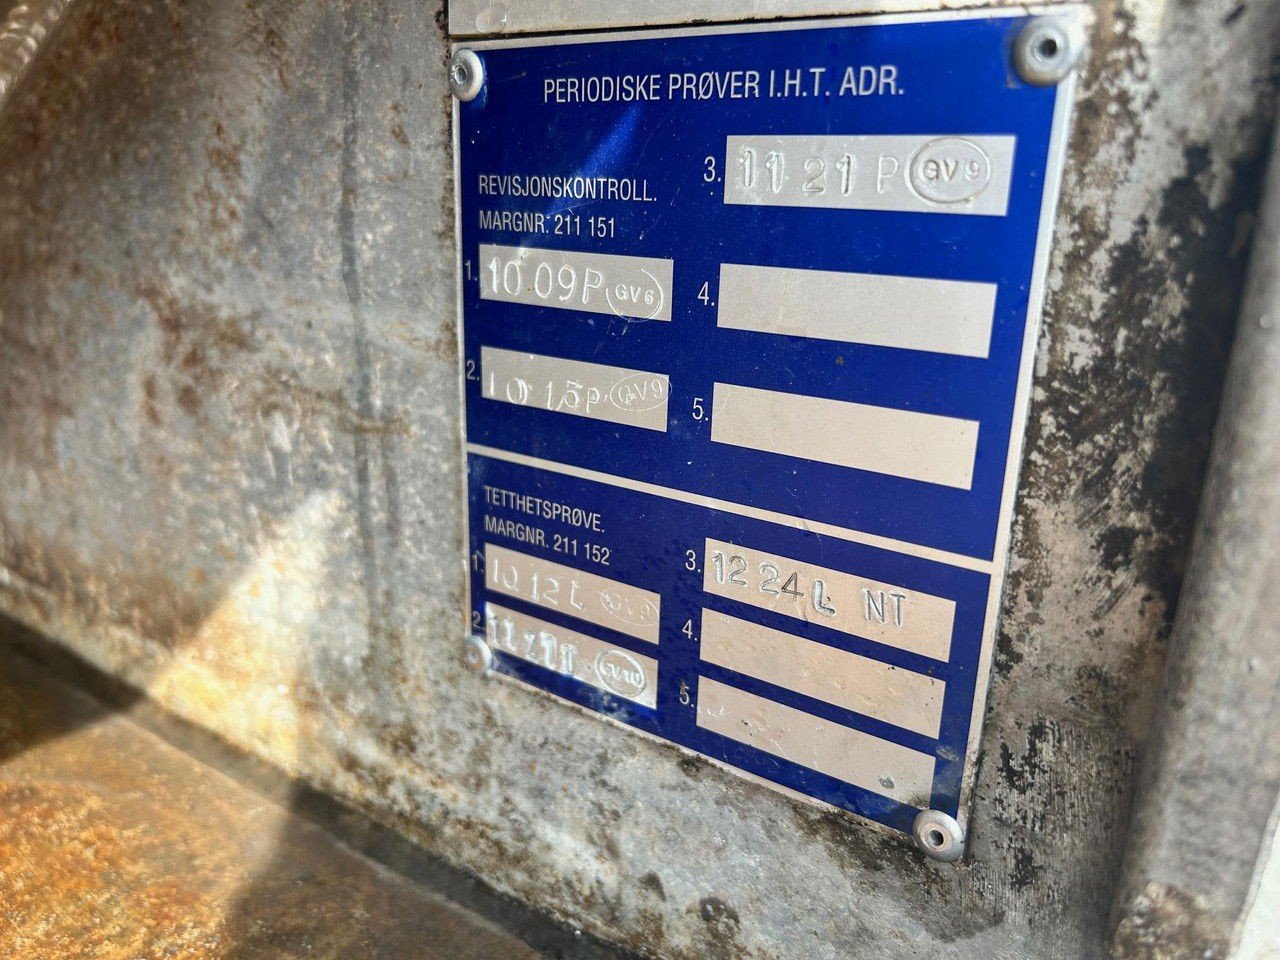 PERIODISKE PRØVER I.H.T. ADR.
REVISJONSKONTROLL.
MARGNR: 211 151
1. 10 09 P GV6
2. 10 15 P GV9
3. 11 21 P GV9
4.
5.
TETTHETSPRØVE.
MARGNR. 211 152
1. 10 12 L
2.
3. 12 24 L NT
4.
5.